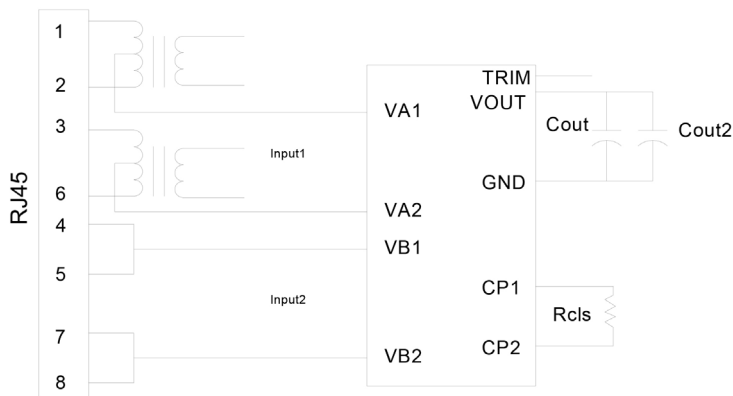 RJ45
1
2
3
6
4
5
7
8
Input1
Input2
VA1
VA2
VB1
VB2
TRIM
VOUT
GND
CP1
CP2
Cout
Cout2
Rcls